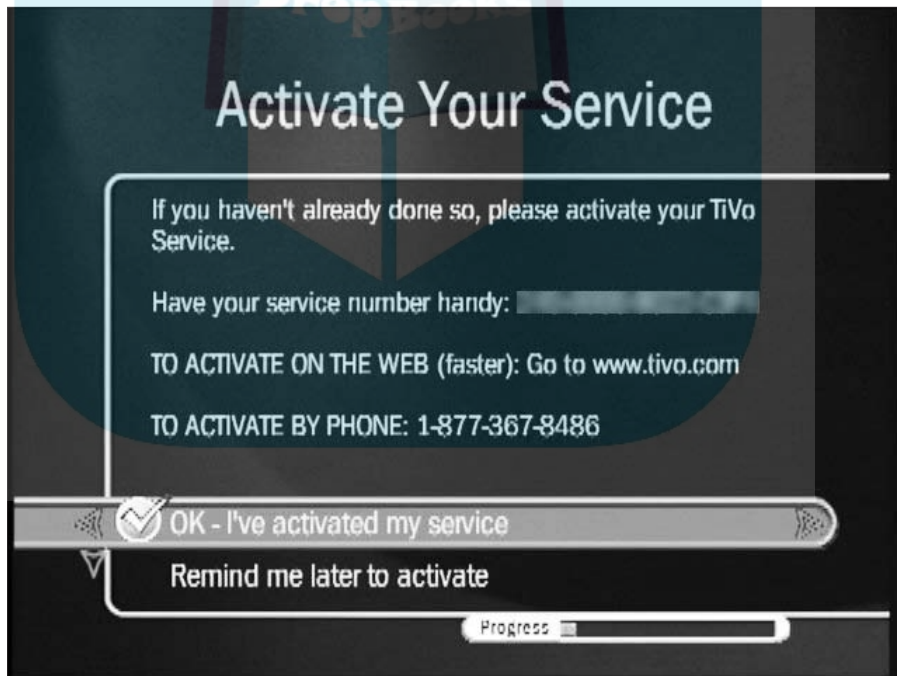 Drop Books
Activate Your Service
If you haven't already done so, please activate your TiVo
Service.
Have your service number handy:
TO ACTIVATE ON THE WEB (faster): Go to www.tivo.com
TO ACTIVATE BY PHONE: 1-877-367-8486
OK - I've activated my service
Remind me later to activate
Progress